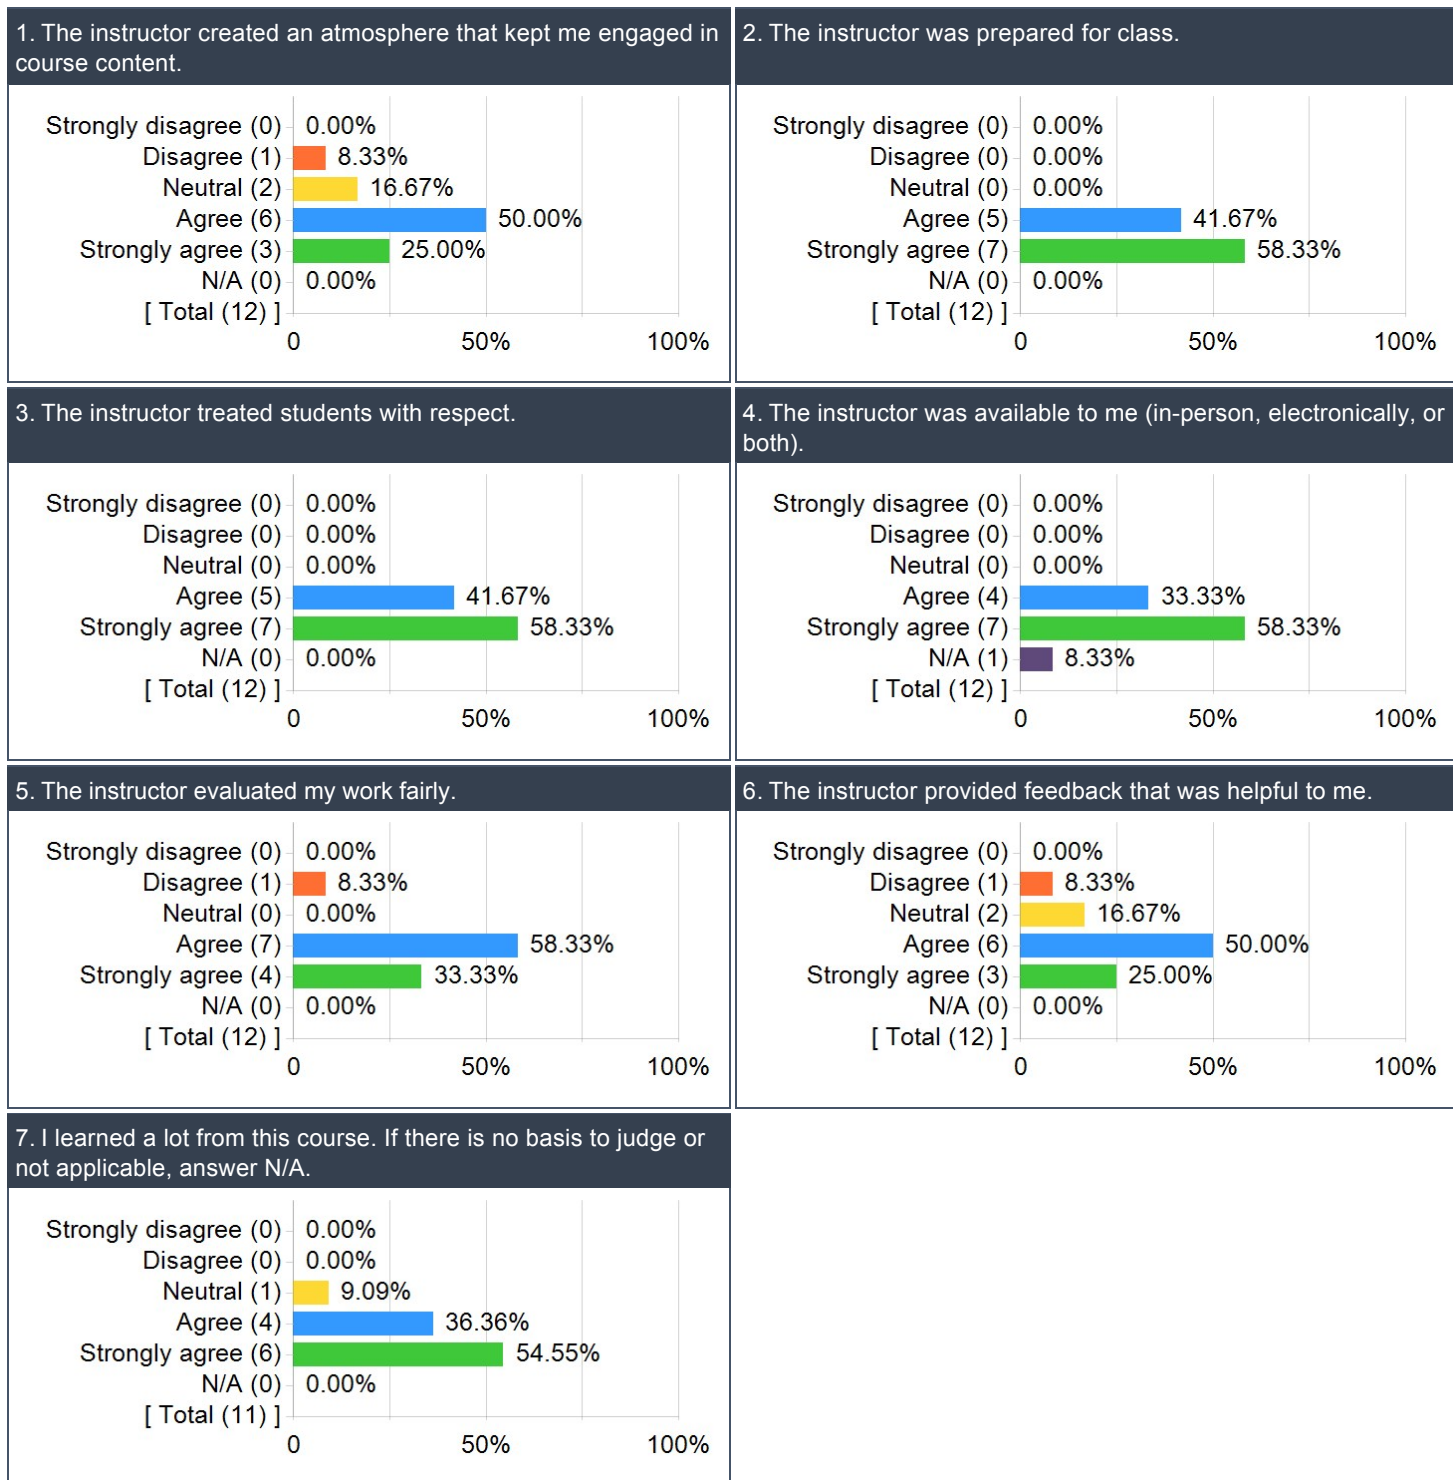 1. The instructor created an atmosphere that kept me engaged in
course content.
Strongly disagree (0) 0.00%
Disagree (1) 8.33%
Neutral (2) 16.67%
Agree (6) 50.00%
Strongly agree (3) 25.00%
N/A (0) 0.00%
[ Total (12) ]
0 50% 100%
2. The instructor was prepared for class.
Strongly disagree (0) 0.00%
Disagree (0) 0.00%
Neutral (0) 0.00%
Agree (5) 41.67%
Strongly agree (7) 58.33%
N/A (0) 0.00%
[ Total (12) ]
0 50% 100%
3. The instructor treated students with respect.
Strongly disagree (0) 0.00%
Disagree (0) 0.00%
Neutral (0) 0.00%
Agree (5) 41.67%
Strongly agree (7) 58.33%
N/A (0) 0.00%
[ Total (12) ]
0 50% 100%
4. The instructor was available to me (in-person, electronically, or
both).
Strongly disagree (0) 0.00%
Disagree (0) 0.00%
Neutral (0) 0.00%
Agree (4) 33.33%
Strongly agree (7) 58.33%
N/A (1) 8.33%
[ Total (12) ]
0 50% 100%
5. The instructor evaluated my work fairly.
Strongly disagree (0) 0.00%
Disagree (1) 8.33%
Neutral (0) 0.00%
Agree (7) 58.33%
Strongly agree (4) 33.33%
N/A (0) 0.00%
[ Total (12) ]
0 50% 100%
6. The instructor provided feedback that was helpful to me.
Strongly disagree (0) 0.00%
Disagree (1) 8.33%
Neutral (2) 16.67%
Agree (6) 50.00%
Strongly agree (3) 25.00%
N/A (0) 0.00%
[ Total (12) ]
0 50% 100%
7. I learned a lot from this course. If there is no basis to judge or
not applicable, answer N/A.
Strongly disagree (0) 0.00%
Disagree (0) 0.00%
Neutral (1) 9.09%
Agree (4) 36.36%
Strongly agree (6) 54.55%
N/A (0) 0.00%
[ Total (11) ]
0 50% 100%